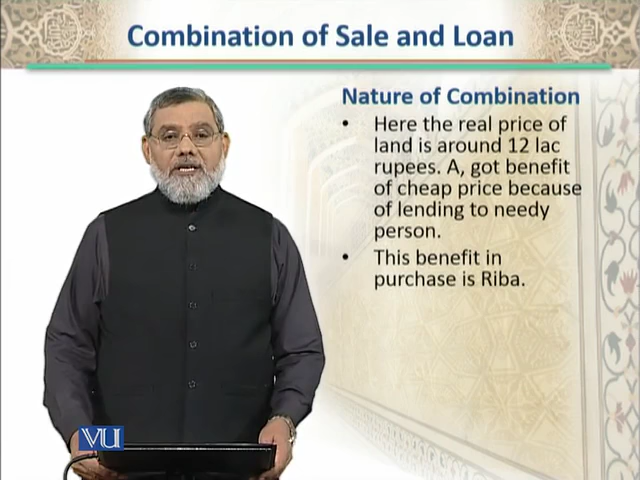 Combination of Sale and Loan
Nature of Combination
• Here the real price of
land is around 12 lac
rupees. A, got benefit
of cheap price because
of lending to needy
person.
• This benefit in
purchase is Riba.
VU